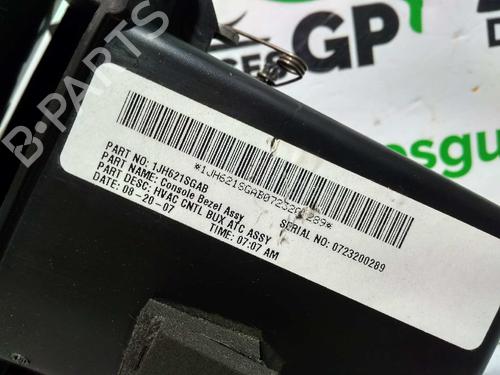 GP
B-PARTS
*1JH621SGAB0723200289*
PART NO: 1JH621SGAB
SERIAL NO: 0723200289
PART NAME: Console Bezel Assy
PART DESC: HVAC CNTL BUX ATC ASSY
DATE: 08-20-07
TIME: 07:07 AM